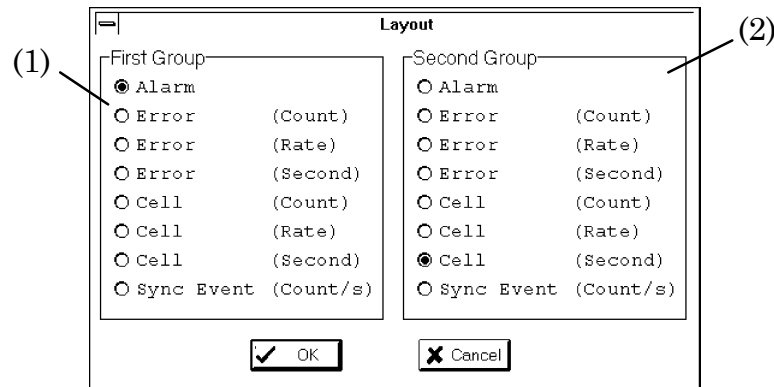 Layout
(1)
(2)
First Group
Alarm
Error (Count)
Error (Rate)
Error (Second)
Cell (Count)
Cell (Rate)
Cell (Second)
Sync Event (Count/s)
Second Group
Alarm
Error (Count)
Error (Rate)
Error (Second)
Cell (Count)
Cell (Rate)
Cell (Second)
Sync Event (Count/s)
OK
Cancel